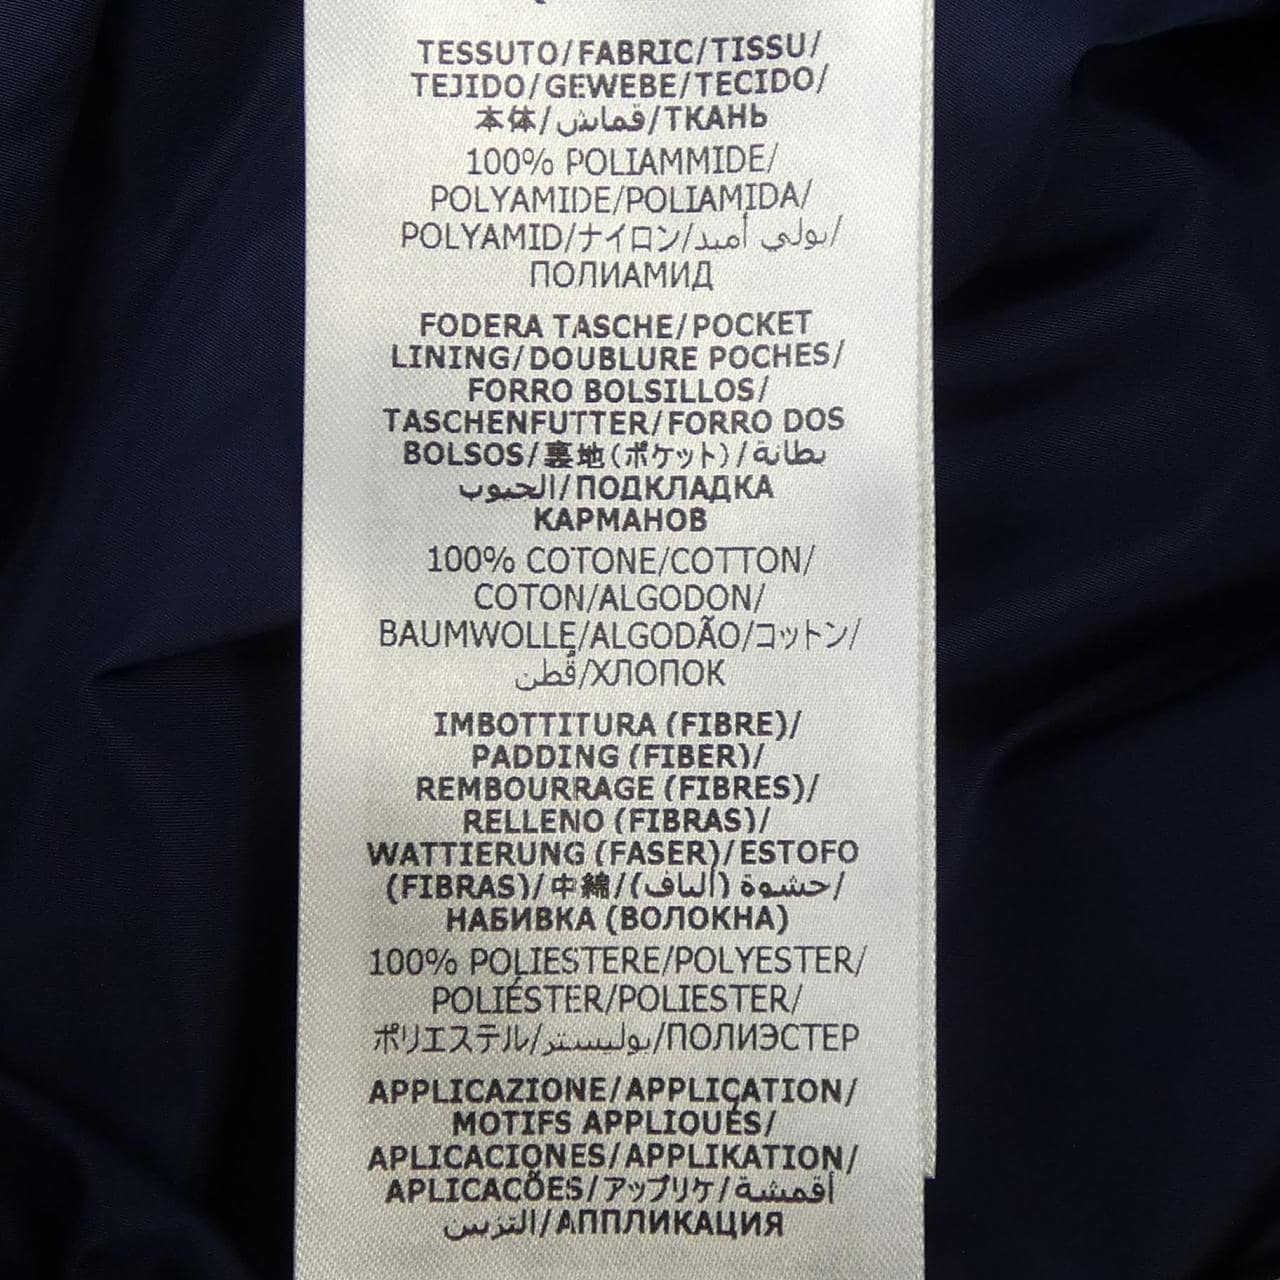 TESSUTO/FABRIC/TISSU/
TEJIDO/GEWEBE/TECIDO/
本体/قماش/ТКАНЬ
100% POLIAMMIDE/
POLYAMIDE/POLIAMIDA/
POLYAMID/ナイロン/بولي أميد/
ПОЛИАМИД
FODERA TASCHE/POCKET
LINING/DOUBLURE POCHES/
FORRO BOLSILLOS/
TASCHENFUTTER/FORRO DOS
BOLSOS/裏地(ポケット)/بطانة
الجيوب/ПОДКЛАДКА
КАРМАНОВ
100% COTONE/COTTON/
COTON/ALGODON/
BAUMWOLLE/ALGODÃO/コットン/
قُطن/ХЛОПОК
IMBOTTITURA (FIBRE)/
PADDING (FIBER)/
REMBOURRAGE (FIBRES)/
RELLENO (FIBRAS)/
WATTIERUNG (FASER)/ESTOFO
(FIBRAS)/中綿/حشوة (ألياف)/
НАБИВКА (ВОЛОКНА)
100% POLIESTERE/POLYESTER/
POLIÉSTER/POLIESTER/
ポリエステル/بوليستر/ПОЛИЭСТЕР
APPLICAZIONE/APPLICATION/
MOTIFS APPLIQUÉS/
APLICACIONES/APPLIKATION/
APLICACÕES/アップリケ/أقمشة
التزيين/АППЛИКАЦИЯ